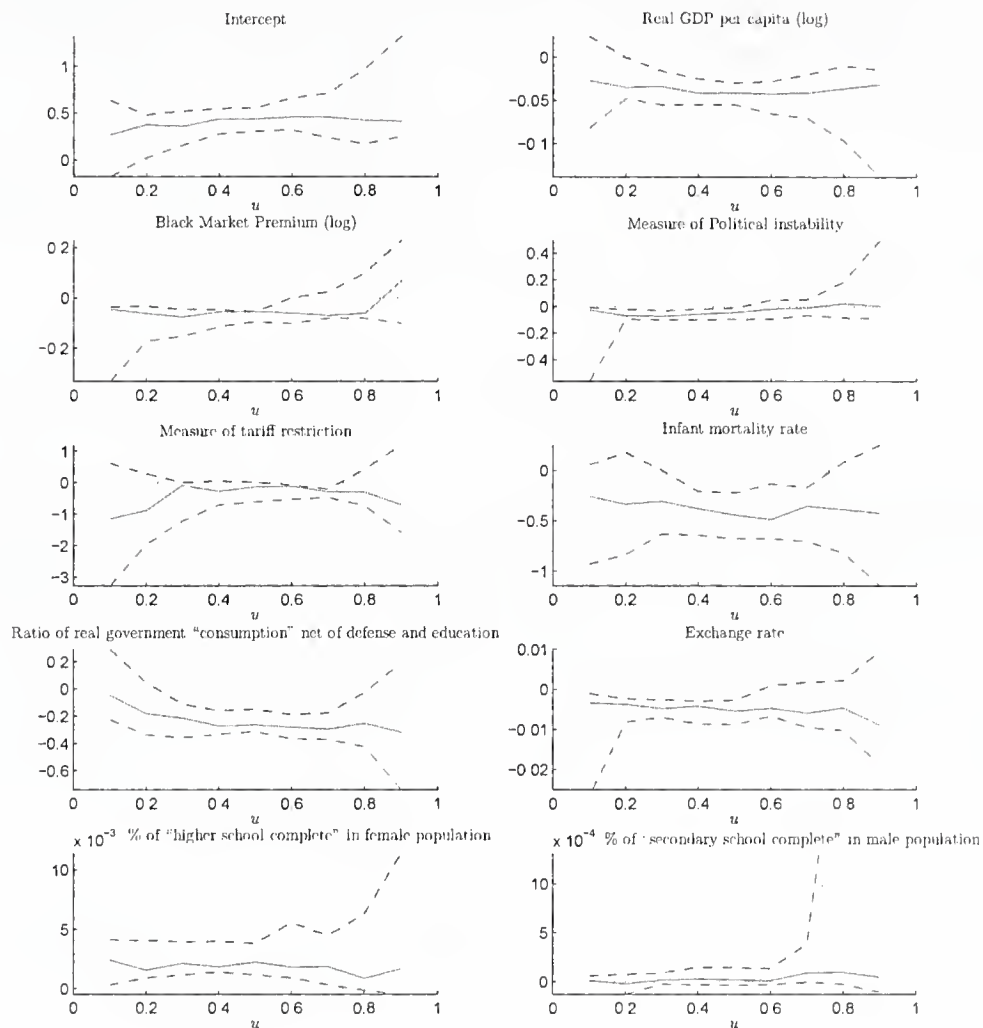 Intercept
1
0.5
0
0 0.2 0.4 0.6 0.8 1
u
Real GDP per capita (log)
0
−0.05
−0.1
0 0.2 0.4 0.6 0.8 1
u
Black Market Premium (log)
0.2
0
−0.2
0 0.2 0.4 0.6 0.8 1
u
Measure of Political instability
0.4
0.2
0
−0.2
−0.4
0 0.2 0.4 0.6 0.8 1
u
Measure of tariff restriction
1
0
−1
−2
−3
0 0.2 0.4 0.6 0.8 1
u
Infant mortality rate
0
−0.5
−1
0 0.2 0.4 0.6 0.8 1
u
Ratio of real government "consumption" net of defense and education
0.2
0
−0.2
−0.4
−0.6
0 0.2 0.4 0.6 0.8 1
u
Exchange rate
0.01
0
−0.01
−0.02
0 0.2 0.4 0.6 0.8 1
u
x 10⁻³ % of "higher school complete" in female population
10
5
0
0 0.2 0.4 0.6 0.8 1
u
x 10⁻⁴ % of "secondary school complete" in male population
10
5
0
0 0.2 0.4 0.6 0.8 1
u